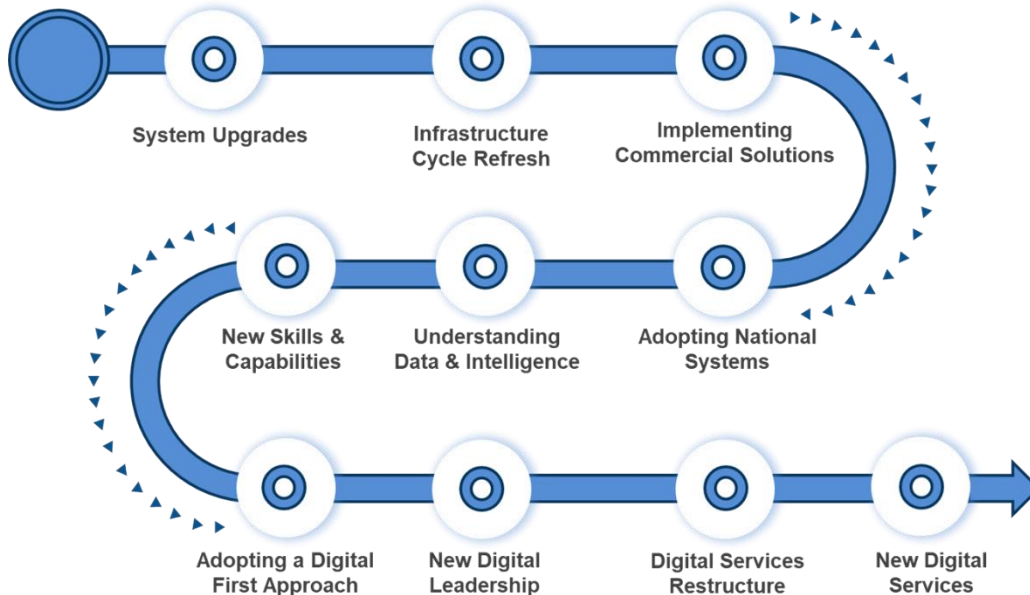 System Upgrades
Infrastructure
Cycle Refresh
Implementing
Commercial Solutions
New Skills &
Capabilities
Understanding
Data & Intelligence
Adopting National
Systems
Adopting a Digital
First Approach
New Digital
Leadership
Digital Services
Restructure
New Digital
Services